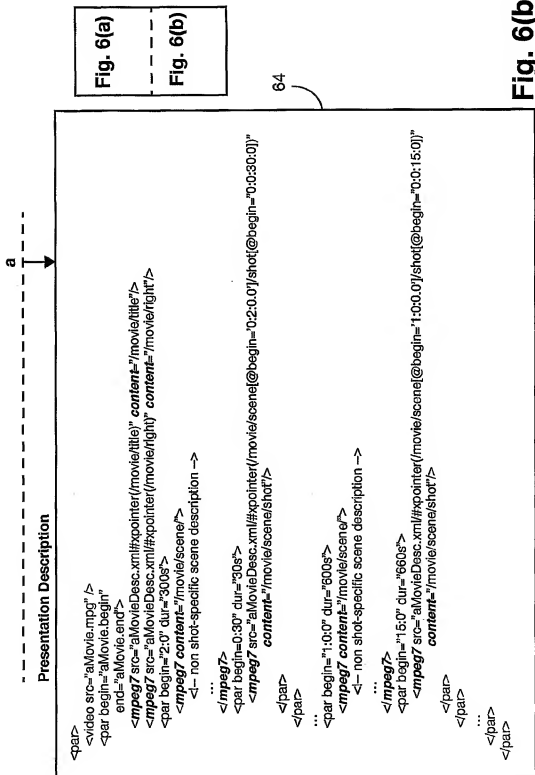 a
Presentation Description
<par>
<video src="aMovie.mpg" />
<par begin="aMovie.begin"
end="aMovie.end">
<mpeg7 src="aMovieDesc.xml#xpointer(/movie/title)" content="/movie/title"/>
<mpeg7 src="aMovieDesc.xml/#xpointer(/movie/right)" content="/movie/right"/>
<par begin="2:0" dur="300s">
<mpeg7 content="/movie/scene/">
<!-- non shot-specific scene description -->
...
</mpeg7>
<par begin=0:30" dur="30s">
<mpeg7 src="aMovieDesc.xml/#xpointer(/movie/scene[@begin='0:2:0.0']/shot[@begin="0:0:30:0])"
content="/movie/scene/shot"/>
</par>
</par>
...
<par begin="1:0:0" dur="600s">
<mpeg7 content="/movie/scene/">
<!-- non shot-specific scene description -->
...
</mpeg7>
<par begin="15:0" dur="660s">
<mpeg7 src="aMovieDesc.xml/#xpointer(/movie/scene[@begin='1:0:0.0']/shot[@begin="0:0:15:0])"
content="/movie/scene/shot"/>
</par>
</par>
...
</par>
</par>
64
Fig. 6(a)
Fig. 6(b)
Fig. 6(b